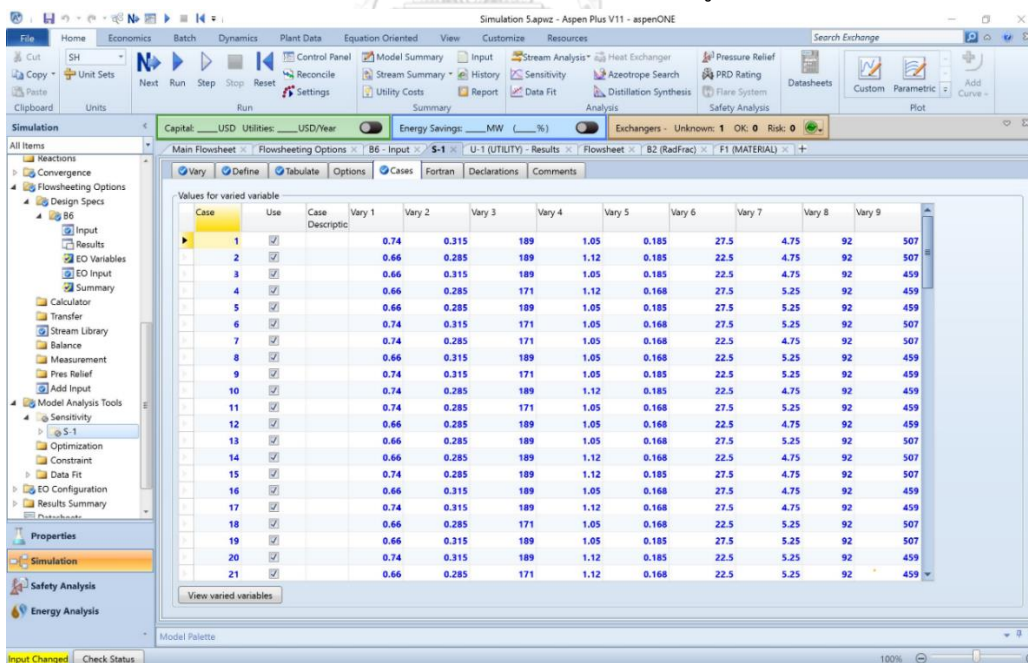 Simulation 5.apwz - Aspen Plus V11 - aspenONE
File Home Economics Batch Dynamics Plant Data Equation Oriented View Customize Resources Search Exchange
Cut SH Control Panel Model Summary Input Stream Analysis Heat Exchanger Pressure Relief
Copy Unit Sets Reconcile Stream Summary History Sensitivity Azeotrope Search PRD Rating
Paste Next Run Step Stop Reset Settings Utility Costs Report Data Fit Distillation Synthesis Flare System Datasheets Custom Parametric Add Curve
Clipboard Units Run Summary Analysis Safety Analysis Plot
Simulation Capital: ____USD Utilities: ____USD/Year Energy Savings: ____MW (____%) Exchangers - Unknown: 1 OK: 0 Risk: 0
All Items Main Flowsheet Flowsheeting Options B6 - Input S-1 U-1 (UTILITY) - Results Flowsheet B2 (RadFrac) F1 (MATERIAL) +
Reactions
Convergence
Flowsheeting Options
Design Specs
B6
Input
Results
EO Variables
EO Input
Summary
Calculator
Transfer
Stream Library
Balance
Measurement
Pres Relief
Add Input
Model Analysis Tools
Sensitivity
S-1
Optimization
Constraint
Data Fit
EO Configuration
Results Summary
Datasheets
Properties
Simulation
Safety Analysis
Energy Analysis
Vary Define Tabulate Options Cases Fortran Declarations Comments
Values for varied variable
Case Use Case Descriptic Vary 1 Vary 2 Vary 3 Vary 4 Vary 5 Vary 6 Vary 7 Vary 8 Vary 9
1 0.74 0.315 189 1.05 0.185 27.5 4.75 92 507
2 0.66 0.285 189 1.12 0.185 22.5 4.75 92 507
3 0.66 0.315 189 1.05 0.185 22.5 4.75 92 459
4 0.66 0.285 171 1.12 0.168 27.5 4.75 92 507
5 0.66 0.285 189 1.05 0.185 27.5 5.25 92 459
6 0.74 0.315 171 1.05 0.168 27.5 5.25 92 507
7 0.74 0.285 171 1.05 0.168 22.5 4.75 92 507
8 0.66 0.315 189 1.05 0.168 22.5 5.25 92 459
9 0.74 0.315 171 1.05 0.185 22.5 5.25 92 459
10 0.74 0.285 189 1.12 0.185 22.5 4.75 92 459
11 0.74 0.285 171 1.05 0.168 27.5 5.25 92 459
12 0.66 0.285 189 1.12 0.168 22.5 4.75 92 459
13 0.66 0.285 189 1.05 0.168 27.5 5.25 92 507
14 0.74 0.285 171 1.12 0.168 22.5 5.25 92 507
15 0.74 0.285 189 1.12 0.185 27.5 4.75 92 507
16 0.66 0.315 189 1.05 0.168 27.5 4.75 92 459
17 0.74 0.315 189 1.05 0.168 22.5 4.75 92 459
18 0.66 0.285 171 1.05 0.168 22.5 5.25 92 507
19 0.66 0.315 189 1.05 0.185 22.5 5.25 92 507
20 0.74 0.315 189 1.12 0.185 22.5 5.25 92 459
21 0.66 0.285 171 1.12 0.168 22.5 5.25 92 459
View varied variables
Model Palette
Input Changed Check Status 100%